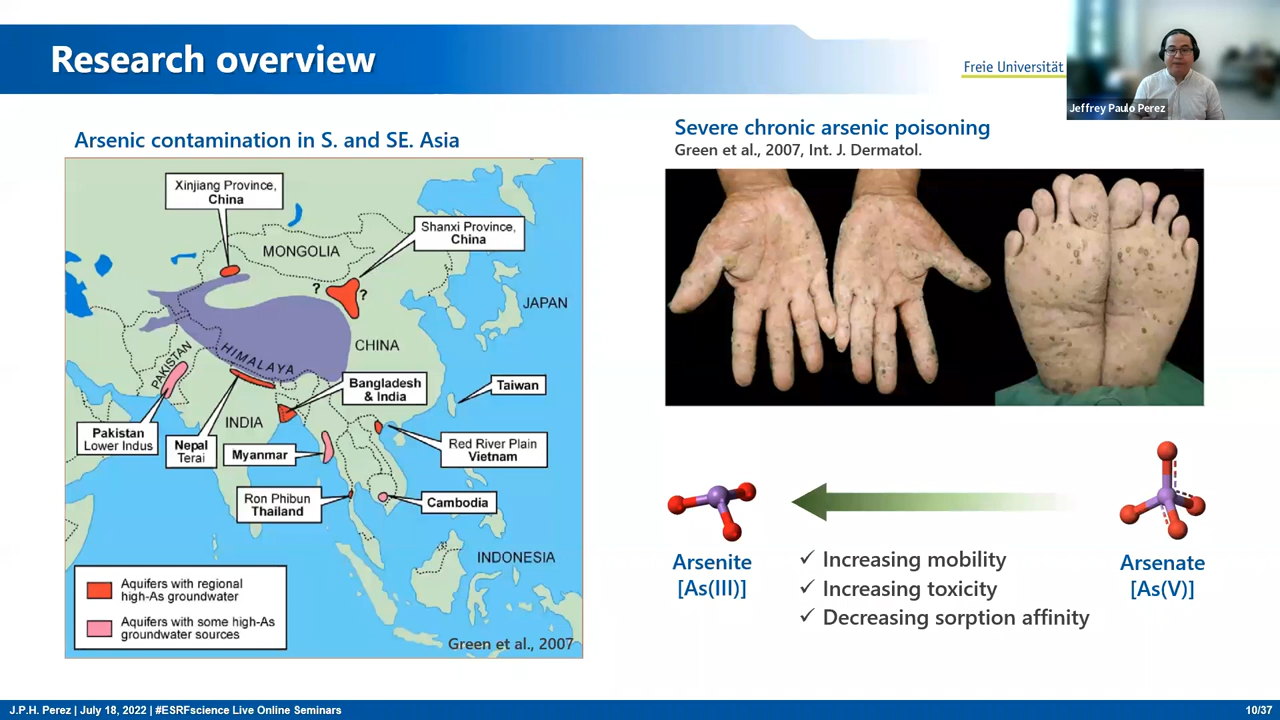 Research overview
Freie Universität
Jeffrey Paulo Perez
Arsenic contamination in S. and SE. Asia
Xinjiang Province,
China
MONGOLIA
Shanxi Province,
China
?
?
JAPAN
CHINA
HIMALAYA
PAKISTAN
Bangladesh
& India
Taiwan
INDIA
Pakistan
Lower Indus
Nepal
Terai
Myanmar
Red River Plain
Vietnam
Ron Phibun
Thailand
Cambodia
INDONESIA
Aquifers with regional
high-As groundwater
Aquifers with some high-As
groundwater sources
Green et al., 2007
Severe chronic arsenic poisoning
Green et al., 2007, Int. J. Dermatol.
Arsenite
[As(III)]
✓ Increasing mobility
✓ Increasing toxicity
✓ Decreasing sorption affinity
Arsenate
[As(V)]
J.P.H. Perez | July 18, 2022 | #ESRFscience Live Online Seminars
10/37